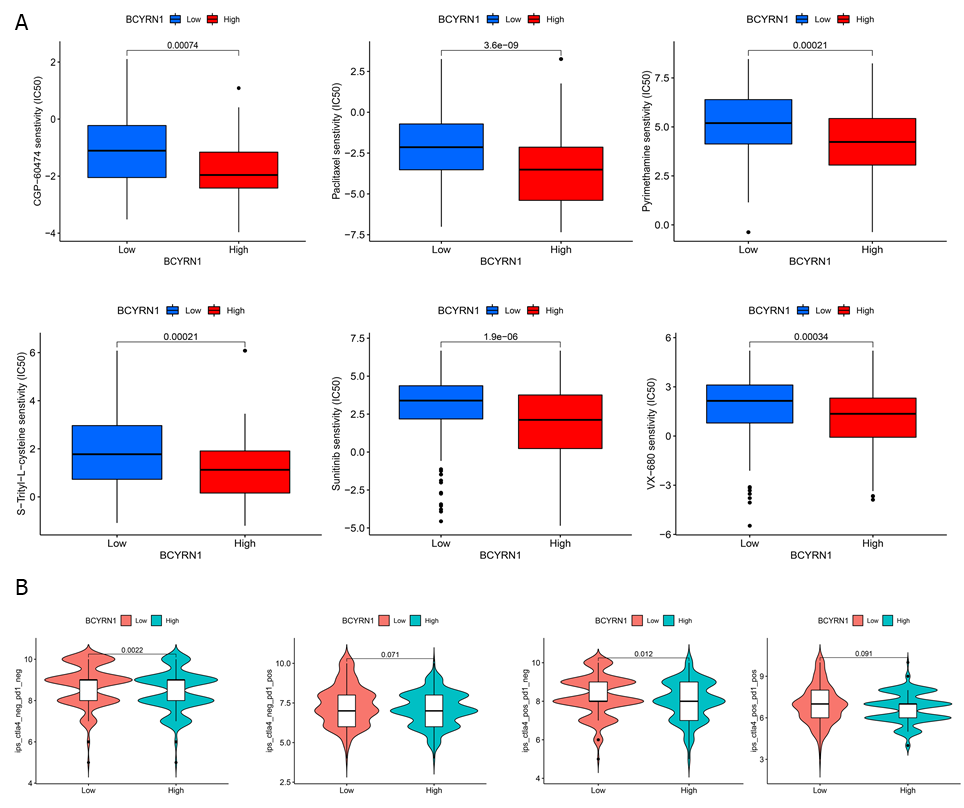 A
BCYRN1 Low High
BCYRN1 Low High
BCYRN1 Low High
CGP−60474 senstivity (IC50)
2
0
−2
−4
0.00074
Low High
BCYRN1
Paclitaxel senstivity (IC50)
2.5
0.0
−2.5
−5.0
−7.5
3.6e−09
Low High
BCYRN1
Pyrimethamine senstivity (IC50)
7.5
5.0
2.5
0.0
0.00021
Low High
BCYRN1
BCYRN1 Low High
BCYRN1 Low High
BCYRN1 Low High
S−Trityl−L−cysteine senstivity (IC50)
6
4
2
0
0.00021
Low High
BCYRN1
Sunitinib senstivity (IC50)
7.5
5.0
2.5
0.0
−2.5
−5.0
1.9e−06
Low High
BCYRN1
VX−680 senstivity (IC50)
6
3
0
−3
−6
0.00034
Low High
BCYRN1
B
BCYRN1 Low High
BCYRN1 Low High
BCYRN1 Low High
BCYRN1 Low High
ips_ctla4_neg_pd1_neg
10
8
6
4
0.0022
Low High
ips_ctla4_neg_pd1_pos
10.0
7.5
5.0
2.5
0.071
Low High
ips_ctla4_pos_pd1_neg
10
8
6
4
0.012
Low High
ips_ctla4_pos_pd1_pos
9
6
3
0.091
Low High